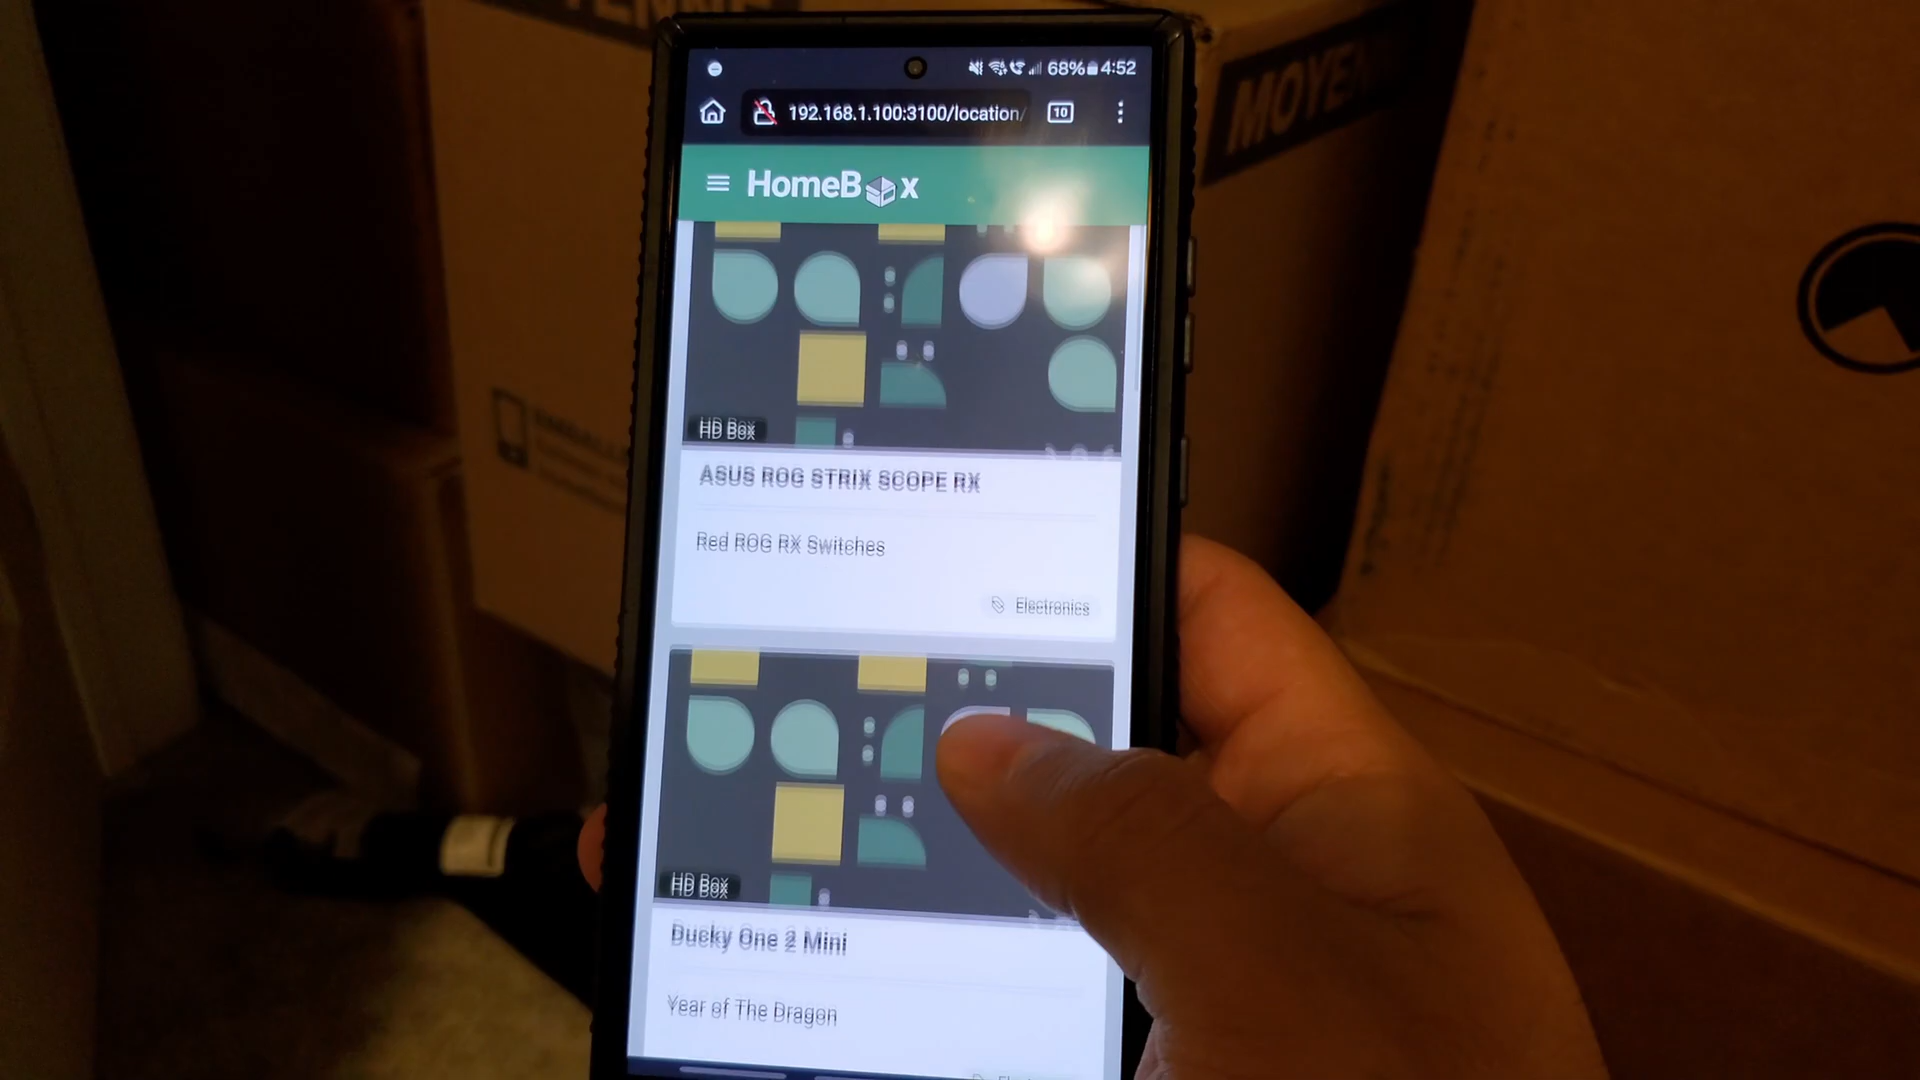 MOYEN
68% 4:52
192.168.1.100:3100/location/
10
HomeBox
HD Box
ASUS ROG STRIX SCOPE RX
Red ROG RX Switches
Electronics
HD Box
Ducky One 2 Mini
Year of The Dragon